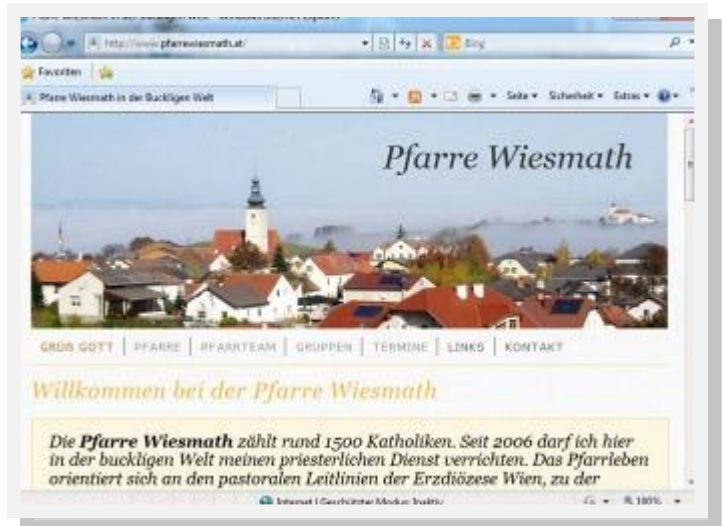 http://www.pfarrewiesmath.at/
Bing
Favoriten
Pfarre Wiesmath in der Buckligen Welt
Seite Sicherheit Extras
Pfarre Wiesmath
GRÜß GOTT | PFARRE | PFARRTEAM | GRUPPEN | TERMINE | LINKS | KONTAKT
Willkommen bei der Pfarre Wiesmath
Die Pfarre Wiesmath zählt rund 1500 Katholiken. Seit 2006 darf ich hier
in der buckligen Welt meinen priesterlichen Dienst verrichten. Das Pfarrleben
orientiert sich an den pastoralen Leitlinien der Erzdiözese Wien, zu der
Internet | Geschützter Modus: Inaktiv
100%